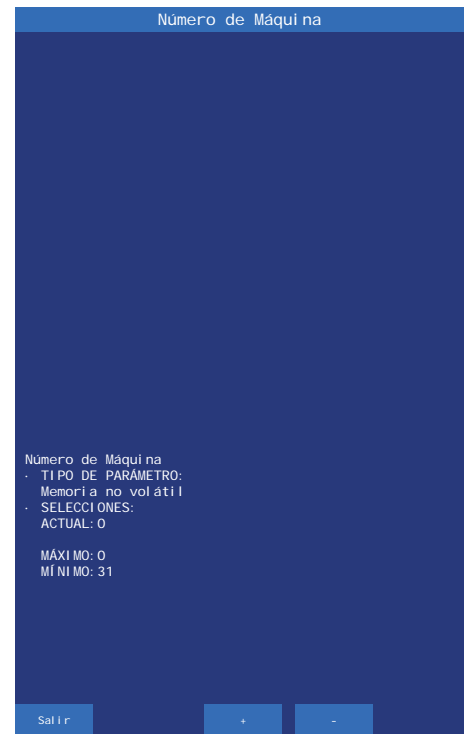 Número de Máquina
Número de Máquina
· TIPO DE PARÁMETRO:
Memoria no volátil
· SELECCIONES:
ACTUAL: 0
MÁXIMO: 0
MÍNIMO: 31
Salir + -